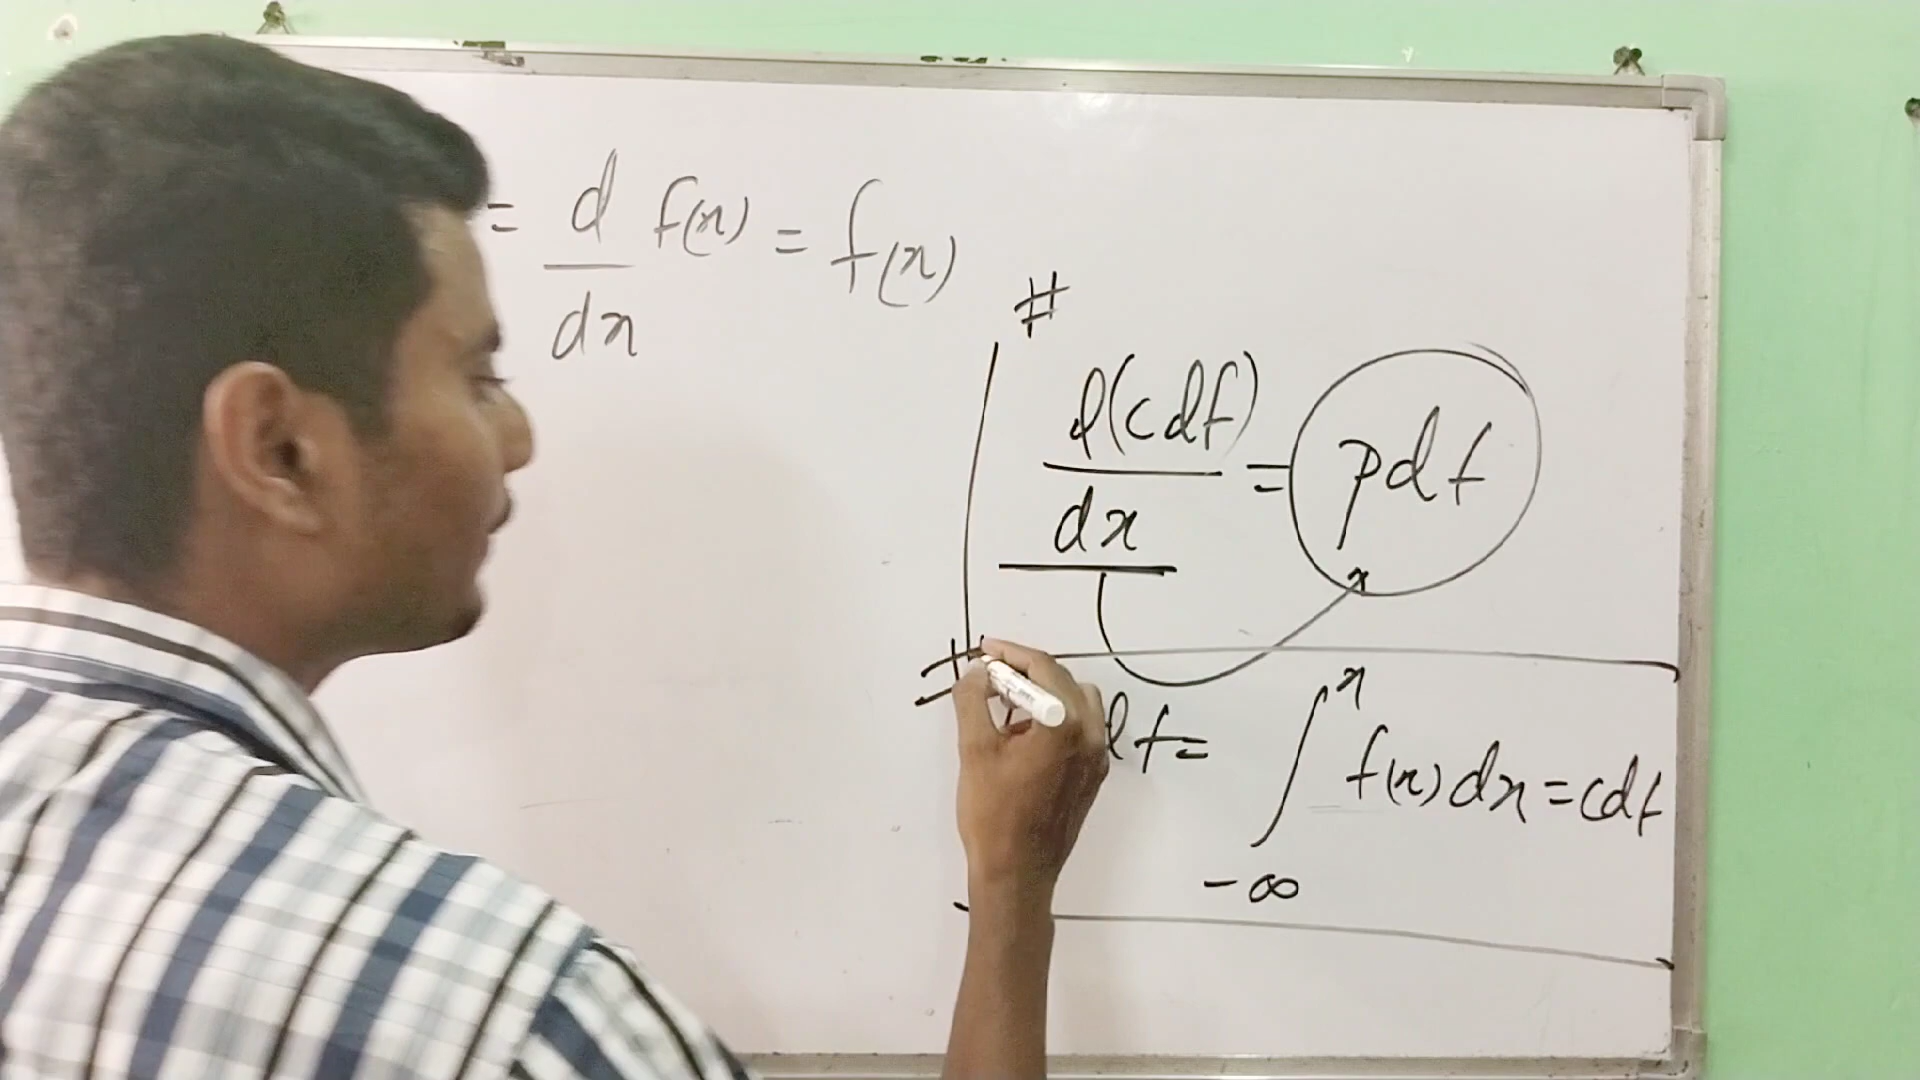 = d/dx F(x) = f(x)
#
d(cdf)/dx = pdf
x
# df = ∫_{-∞}^{x} f(x) dx = cdf